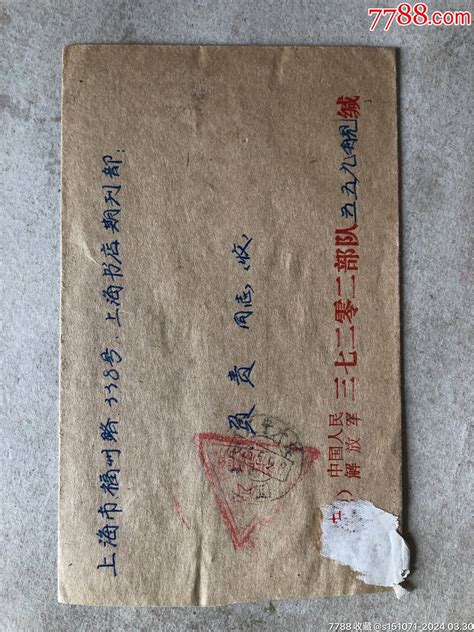 7788.com
上海市福州路338号,上海书店期刊部:
负责 同志收
中国人民
解放军
三七二零二部队五五九分队缄
7788收藏@s151071-2024.03.30